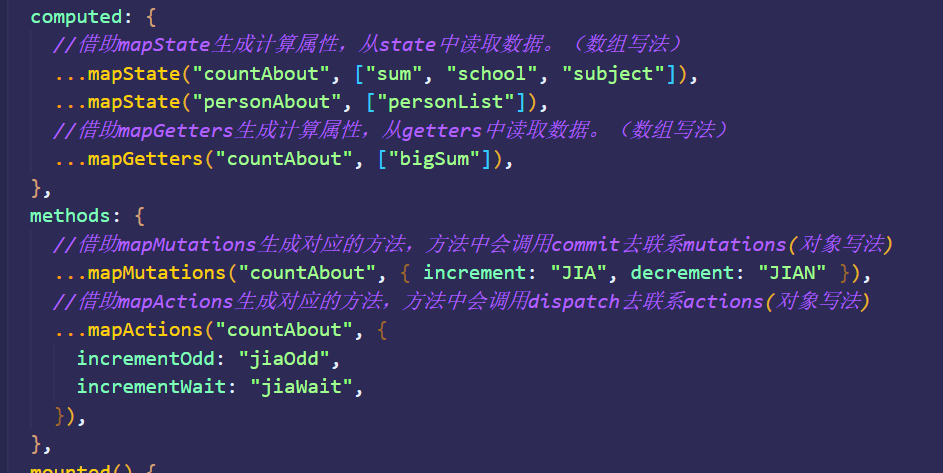 computed: {
//借助mapState生成计算属性，从state中读取数据。（数组写法）
...mapState("countAbout", ["sum", "school", "subject"]),
...mapState("personAbout", ["personList"]),
//借助mapGetters生成计算属性，从getters中读取数据。（数组写法）
...mapGetters("countAbout", ["bigSum"]),
},
methods: {
//借助mapMutations生成对应的方法，方法中会调用commit去联系mutations(对象写法)
...mapMutations("countAbout", { increment: "JIA", decrement: "JIAN" }),
//借助mapActions生成对应的方法，方法中会调用dispatch去联系actions(对象写法)
...mapActions("countAbout", {
incrementOdd: "jiaOdd",
incrementWait: "jiaWait",
}),
},
mounted() {